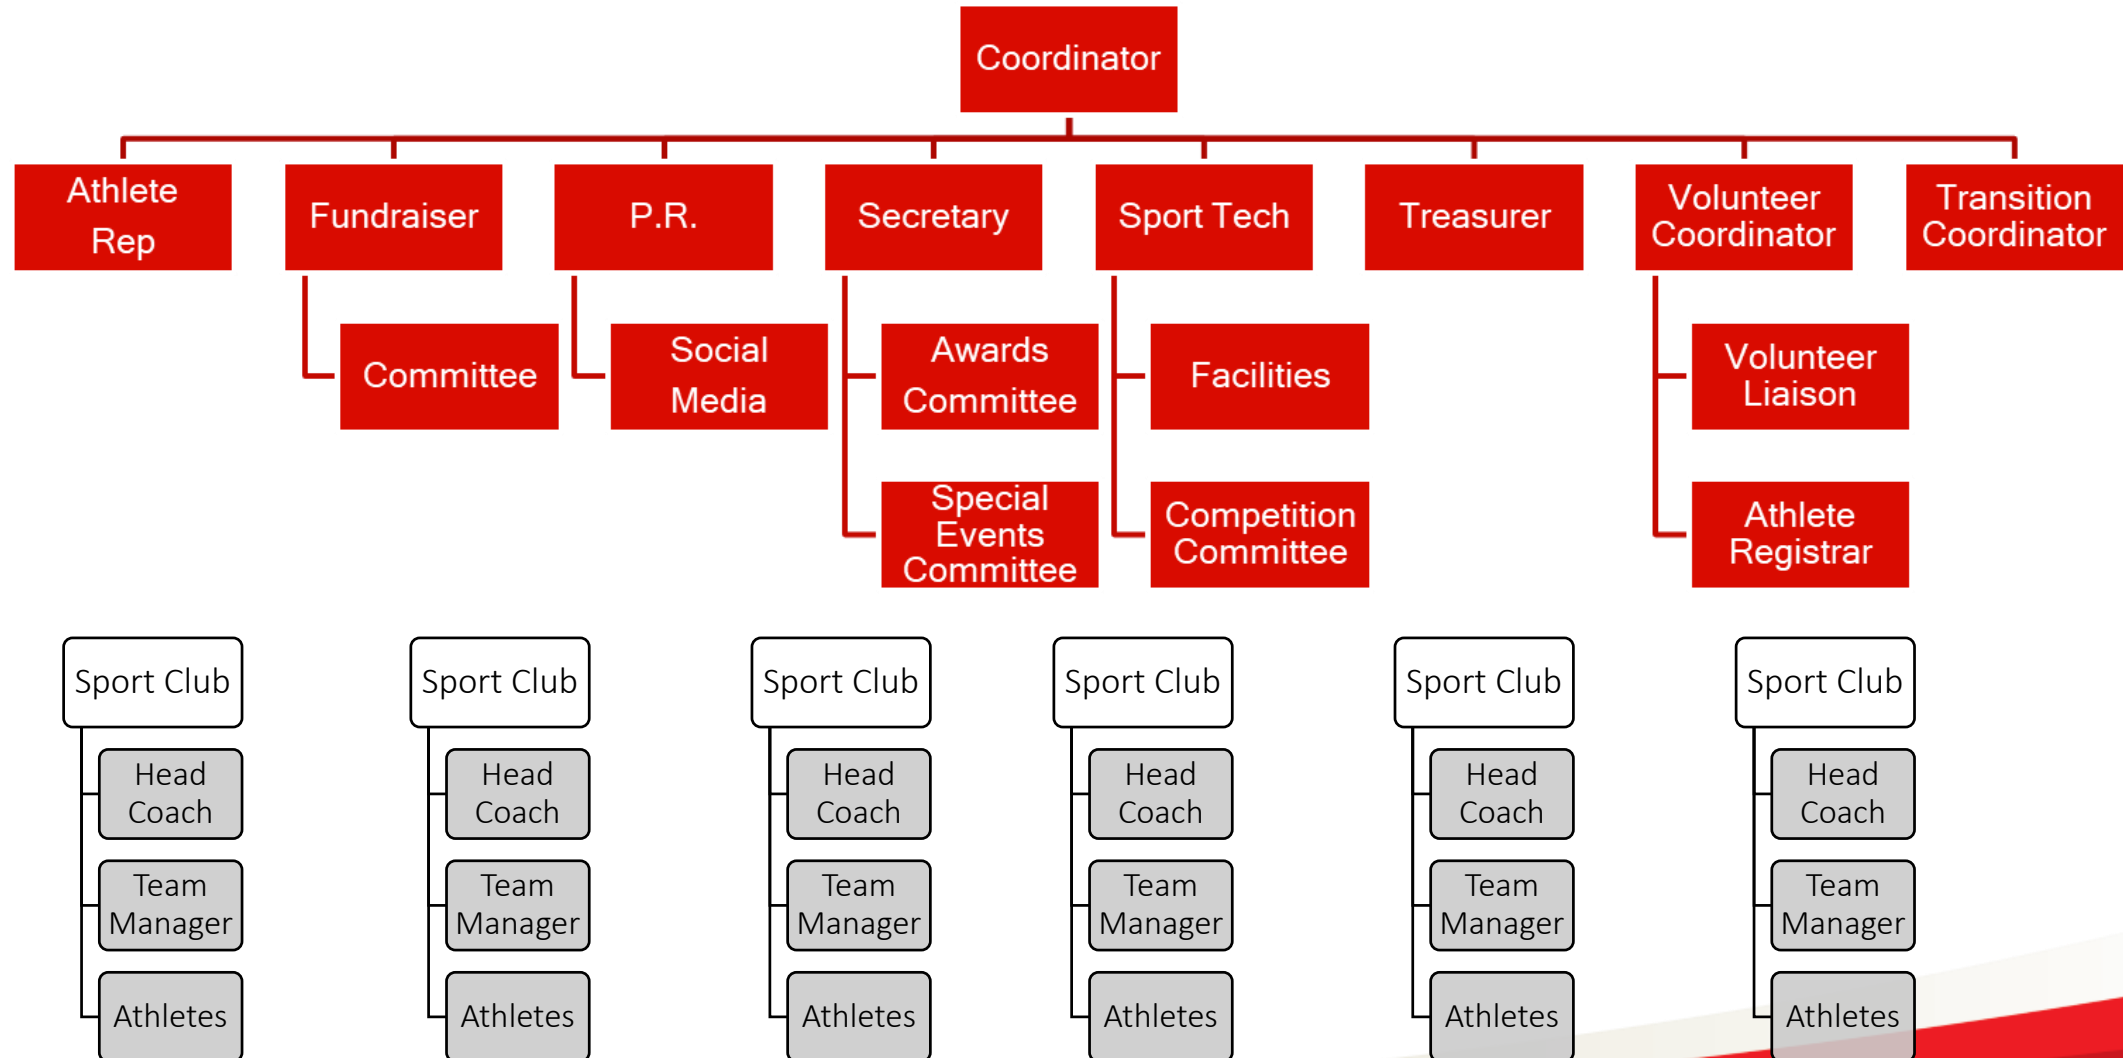 Coordinator
Athlete
Rep
Fundraiser
P.R.
Secretary
Sport Tech
Treasurer
Volunteer
Coordinator
Transition
Coordinator
Committee
Social
Media
Awards
Committee
Facilities
Volunteer
Liaison
Special
Events
Committee
Competition
Committee
Athlete
Registrar
Sport Club
Head
Coach
Team
Manager
Athletes
Sport Club
Head
Coach
Team
Manager
Athletes
Sport Club
Head
Coach
Team
Manager
Athletes
Sport Club
Head
Coach
Team
Manager
Athletes
Sport Club
Head
Coach
Team
Manager
Athletes
Sport Club
Head
Coach
Team
Manager
Athletes